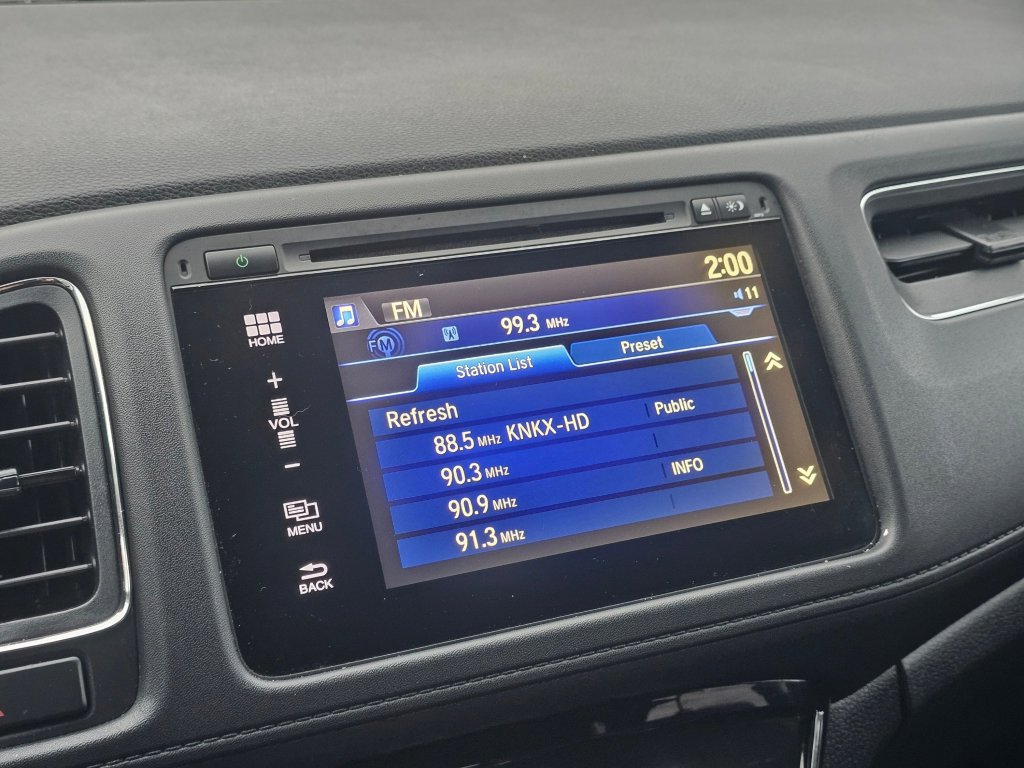 2:00
FM
11
FM
99.3 MHz
Station List
Preset
Refresh
88.5 MHz KNKX-HD Public
90.3 MHz
90.9 MHz INFO
91.3 MHz
HOME
+
VOL
−
MENU
BACK